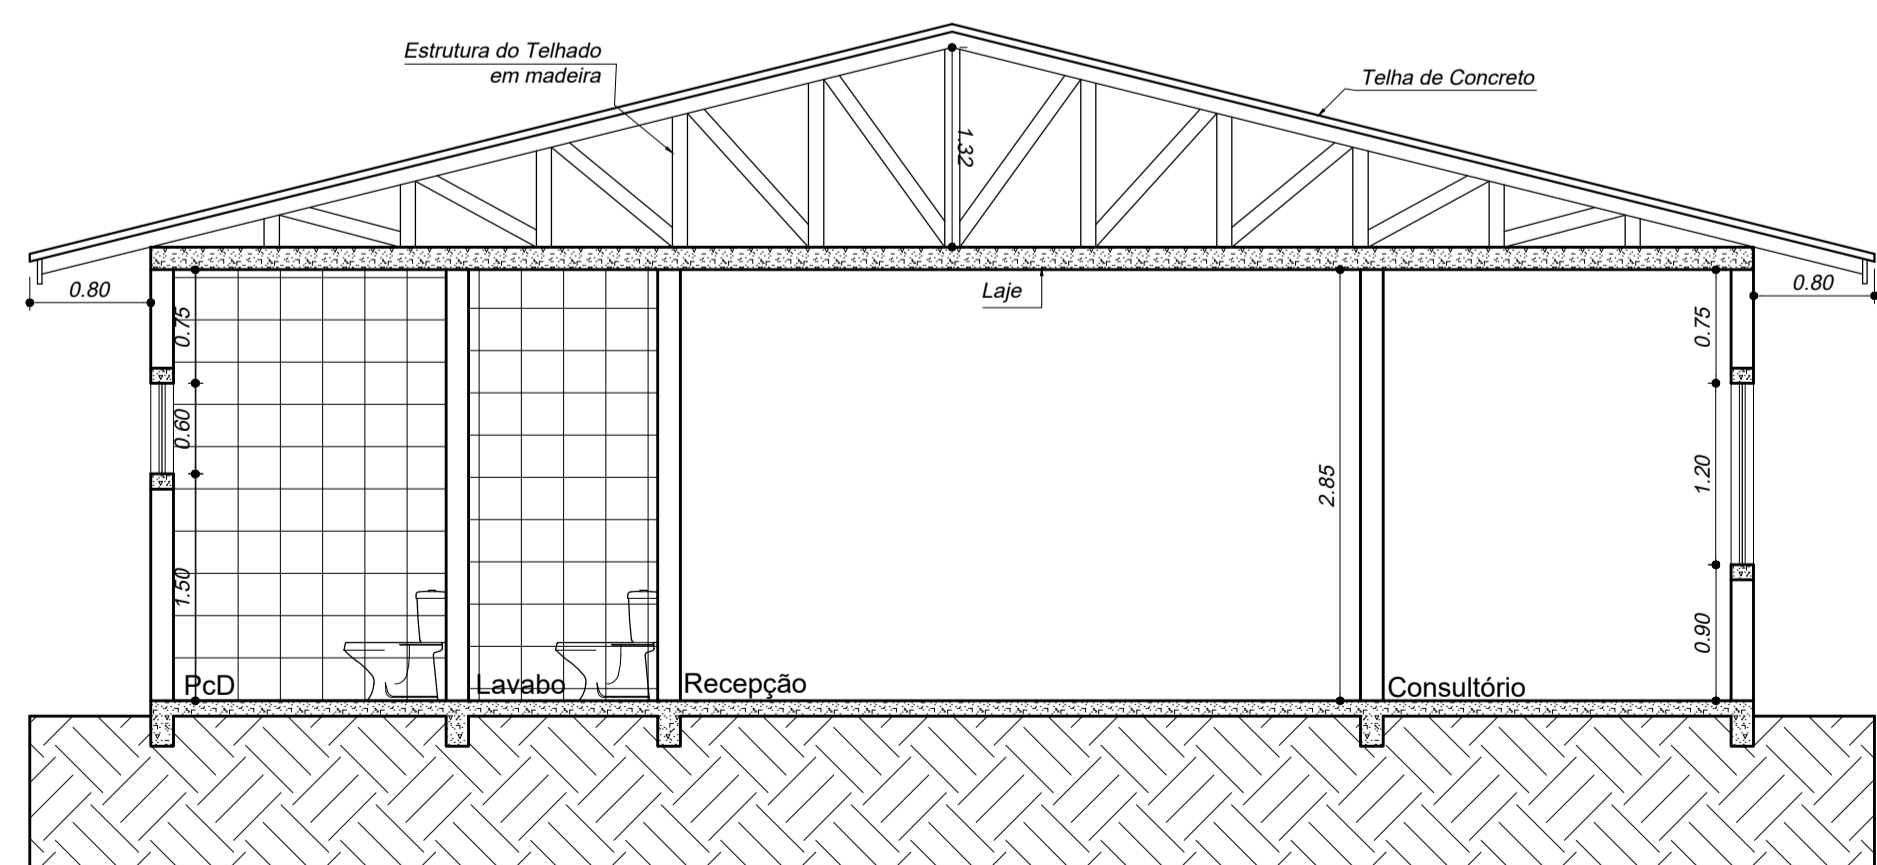 Estrutura do Telhado
em madeira
Telha de Concreto
1.32
0.80
Laje
0.80
0.75
0.75
0.60
2.85
1.20
1.50
0.90
PcD
Lavabo
Recepção
Consultório